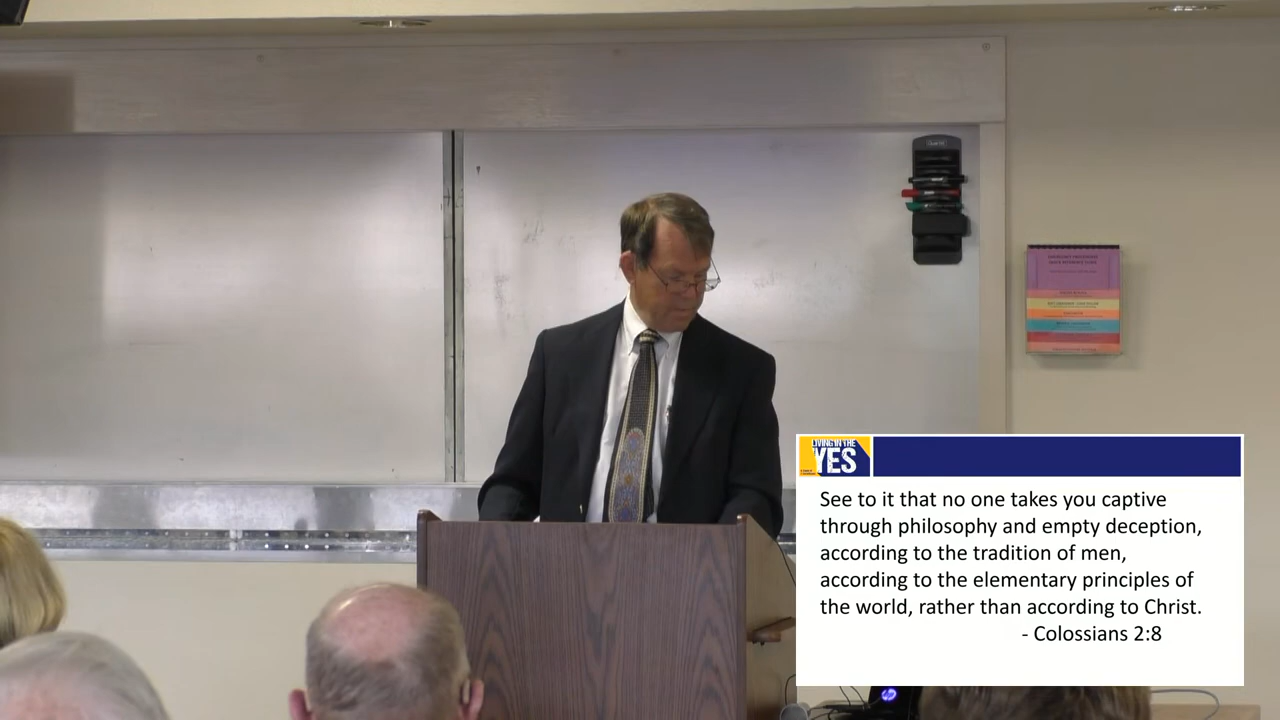 LIVING IN THE
YES
See to it that no one takes you captive
through philosophy and empty deception,
according to the tradition of men,
according to the elementary principles of
the world, rather than according to Christ.
- Colossians 2:8
hp